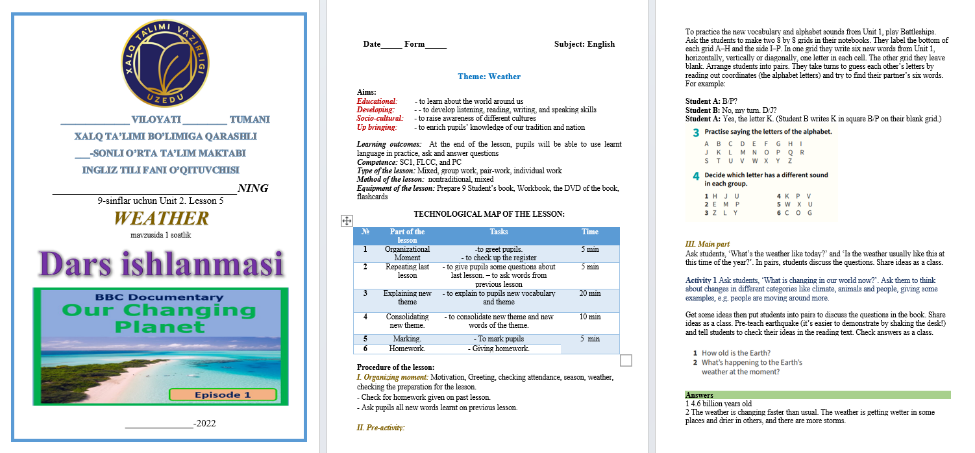 XALQ TA'LIMI VAZIRLIGI
UZEDU
____________ VILOYATI ________ TUMANI
XALQ TA'LIMI BO'LIMIGA QARASHLI
___-SONLI O'RTA TA'LIM MAKTABI
INGLIZ TILI FANI O'QITUVCHISI
________________________________NING
9-sinflar uchun Unit 2. Lesson 5
WEATHER
mavzusida 1 soatlik
Dars ishlanmasi
BBC Documentary
Our Changing
Planet
Episode 1
______________-2022
Date_____ Form_____ Subject: English
Theme: Weather
Aims:
Educational: - to learn about the world around us
Developing: - - to develop listening, reading, writing, and speaking skills
Socio-cultural: - to raise awareness of different cultures
Up bringing: - to enrich pupils' knowledge of our tradition and nation
Learning outcomes: At the end of the lesson, pupils will be able to use learnt
language in practice, ask and answer questions
Competence: SC1, FLCC, and PC
Type of the lesson: Mixed, group work, pair-work, individual work
Method of the lesson: nontraditional, mixed
Equipment of the lesson: Prepare 9 Student's book, Workbook, the DVD of the book,
flashcards
TECHNOLOGICAL MAP OF THE LESSON:
№ Part of the lesson Tasks Time
1 Organizational Moment -to greet pupils. - to check up the register 5 min
2 Repeating last lesson - to give pupils some questions about last lesson. – to ask words from previous lesson 5 min
3 Explaining new theme - to explain to pupils new vocabulary and theme 20 min
4 Consolidating new theme. - to consolidate new theme and new words of the theme. 10 min
5 Marking. - To mark pupils 5 min
6 Homework. - Giving homework.
Procedure of the lesson:
I. Organizing moment: Motivation, Greeting, checking attendance, season, weather,
checking the preparation for the lesson.
- Check for homework given on past lesson.
- Ask pupils all new words learnt on previous lesson.
II. Pre-activity:
To practice the new vocabulary and alphabet sounds from Unit 1, play Battleships.
Ask the students to make two 8 by 8 grids in their notebooks. They label the bottom of
each grid A–H and the side I–P. In one grid they write six new words from Unit 1,
horizontally, vertically or diagonally, one letter in each cell. The other grid they leave
blank. Arrange students into pairs. They take turns to guess each other's letters by
reading out coordinates (the alphabet letters) and try to find their partner's six words.
For example:
Student A: B/P?
Student B: No, my turn. D/J?
Student A: Yes, the letter K. (Student B writes K in square B/P on their blank grid.)
3 Practise saying the letters of the alphabet.
A B C D E F G H I
J K L M N O P Q R
S T U V W X Y Z
4 Decide which letter has a different sound
in each group.
1 H J U 4 K P V
2 E M P 5 W X U
3 Z L Y 6 C O G
III. Main part
Ask students, 'What's the weather like today?' and 'Is the weather usually like this at
this time of the year?'. In pairs, students discuss the questions. Share ideas as a class.
Activity 1 Ask students, 'What is changing in our world now?'. Ask them to think
about changes in different categories like climate, animals and people, giving some
examples, e.g. people are moving around more.
Get some ideas then put students into pairs to discuss the questions in the book. Share
ideas as a class. Pre-teach earthquake (it's easier to demonstrate by shaking the desk!)
and tell students to check their ideas in the reading text. Check answers as a class.
1 How old is the Earth?
2 What's happening to the Earth's
weather at the moment?
Answers
1 4.6 billion years old
2 The weather is changing faster than usual. The weather is getting wetter in some
places and drier in others, and there are more storms.